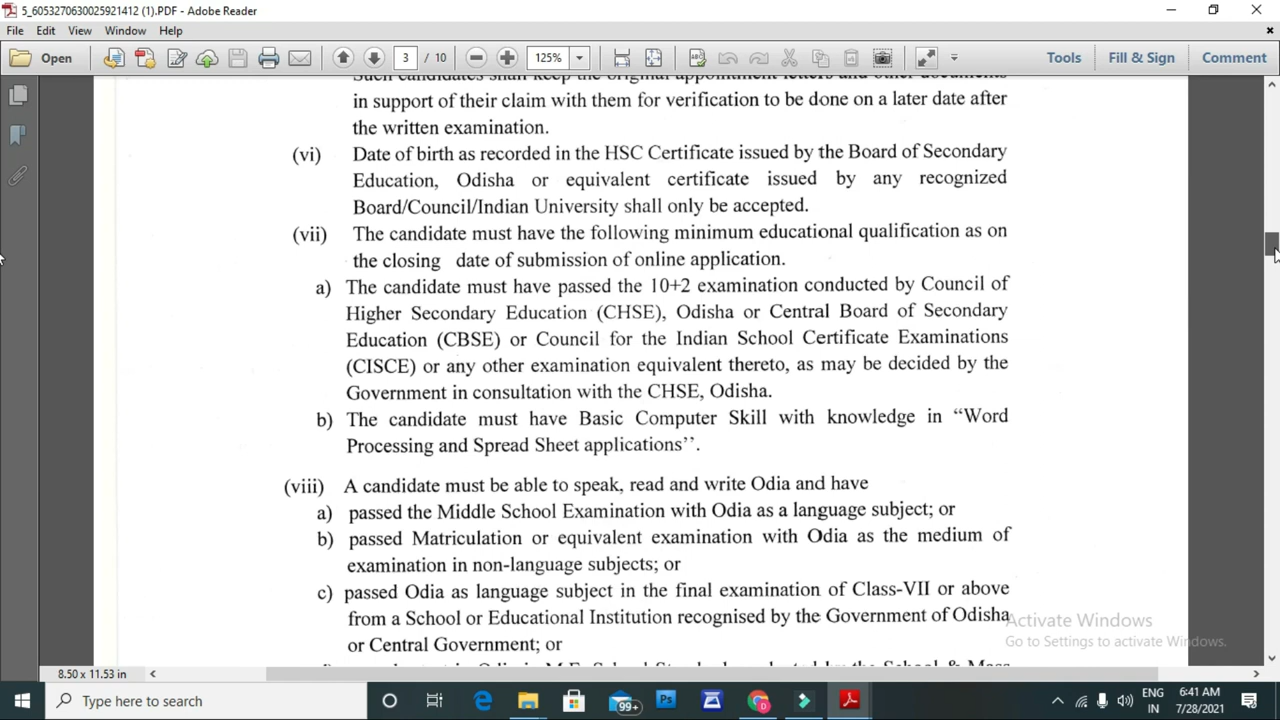 5_6053270630025921412 (1).PDF - Adobe Reader
File Edit View Window Help
Open 3 / 10 125% Tools Fill & Sign Comment
Such candidates shall keep the original appointment letters and other documents
in support of their claim with them for verification to be done on a later date after
the written examination.
(vi) Date of birth as recorded in the HSC Certificate issued by the Board of Secondary
Education, Odisha or equivalent certificate issued by any recognized
Board/Council/Indian University shall only be accepted.
(vii) The candidate must have the following minimum educational qualification as on
the closing date of submission of online application.
a) The candidate must have passed the 10+2 examination conducted by Council of
Higher Secondary Education (CHSE), Odisha or Central Board of Secondary
Education (CBSE) or Council for the Indian School Certificate Examinations
(CISCE) or any other examination equivalent thereto, as may be decided by the
Government in consultation with the CHSE, Odisha.
b) The candidate must have Basic Computer Skill with knowledge in “Word
Processing and Spread Sheet applications’’.
(viii) A candidate must be able to speak, read and write Odia and have
a) passed the Middle School Examination with Odia as a language subject; or
b) passed Matriculation or equivalent examination with Odia as the medium of
examination in non-language subjects; or
c) passed Odia as language subject in the final examination of Class-VII or above
from a School or Educational Institution recognised by the Government of Odisha
or Central Government; or
Activate Windows
Go to Settings to activate Windows.
8.50 x 11.53 in
Type here to search
99+
Ps
ENG 6:41 AM
IN 7/28/2021